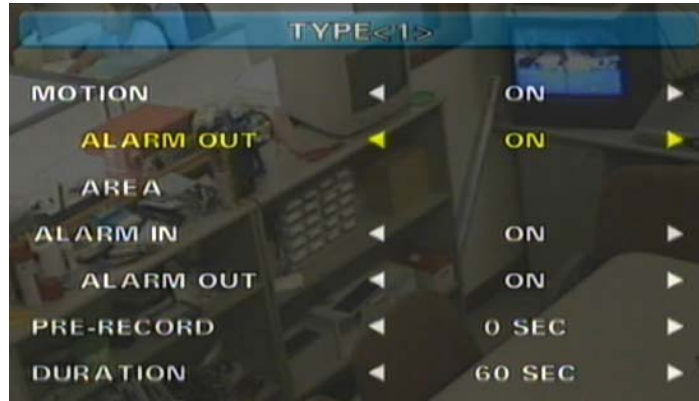 TYPE<1>
MOTION ON
ALARM OUT ON
AREA
ALARM IN ON
ALARM OUT ON
PRE-RECORD 0 SEC
DURATION 60 SEC